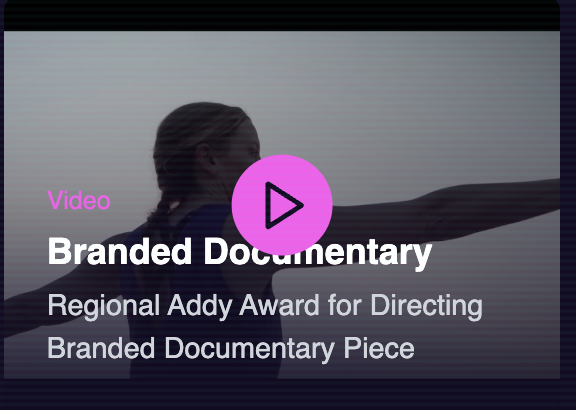 Video
Branded Documentary
Regional Addy Award for Directing
Branded Documentary Piece